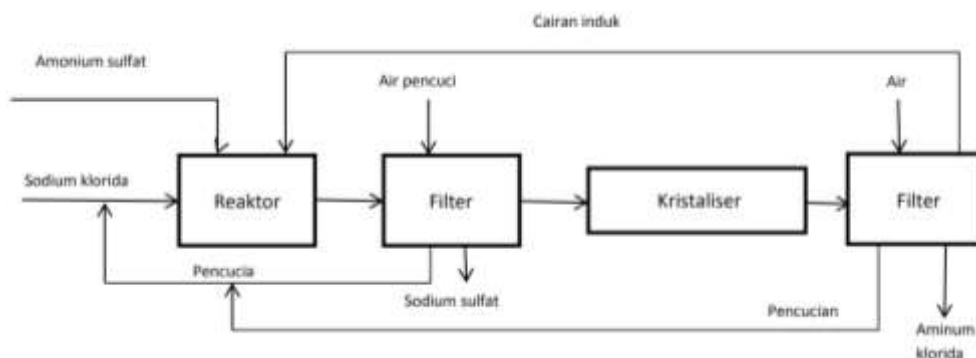 Cairan induk
Amonium sulfat
Air pencuci
Air
Sodium klorida
Reaktor
Filter
Kristaliser
Filter
Pencucia
Sodium sulfat
Pencucian
Aminum
klorida